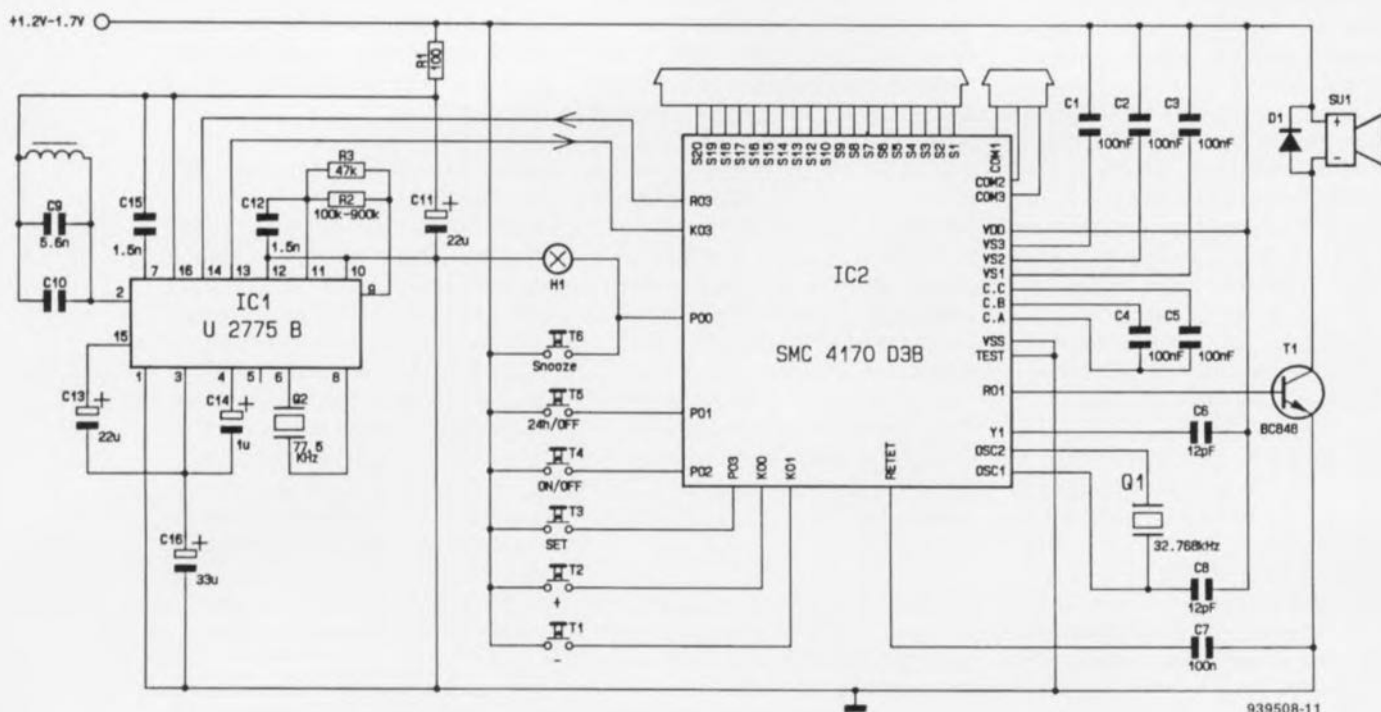 +1.2V-1.7V
R1
100
C9
5.6n
C10
C15
1.5n
C12
1.5n
R3
47k
R2
100k-900k
C11
+
22u
7
16
14
13
12
11
10
9
2
15
1
3
4
5
6
8
IC1
U 2775 B
C13
+
22u
C14
+
1u
Q2
77,5
KHz
C16
+
33u
H1
T6
Snooze
T5
24h/OFF
T4
ON/OFF
T3
SET
T2
+
T1
-
S20
S19
S18
S17
S16
S15
S14
S13
S12
S10
S9
S8
S7
S6
S5
S4
S3
S2
S1
COM1
COM2
COM3
R03
K03
P00
P01
P02
P03
K00
K01
RETET
IC2
SMC 4170 D3B
VDD
VS3
VS2
VS1
C.C
C.B
C.A
VSS
TEST
R01
Y1
OSC2
OSC1
C1
100nF
C2
100nF
C3
100nF
C4
100nF
C5
100nF
C6
12pF
Q1
32.768kHz
C8
12pF
C7
100n
D1
SU1
+
-
T1
BC848
939508-11